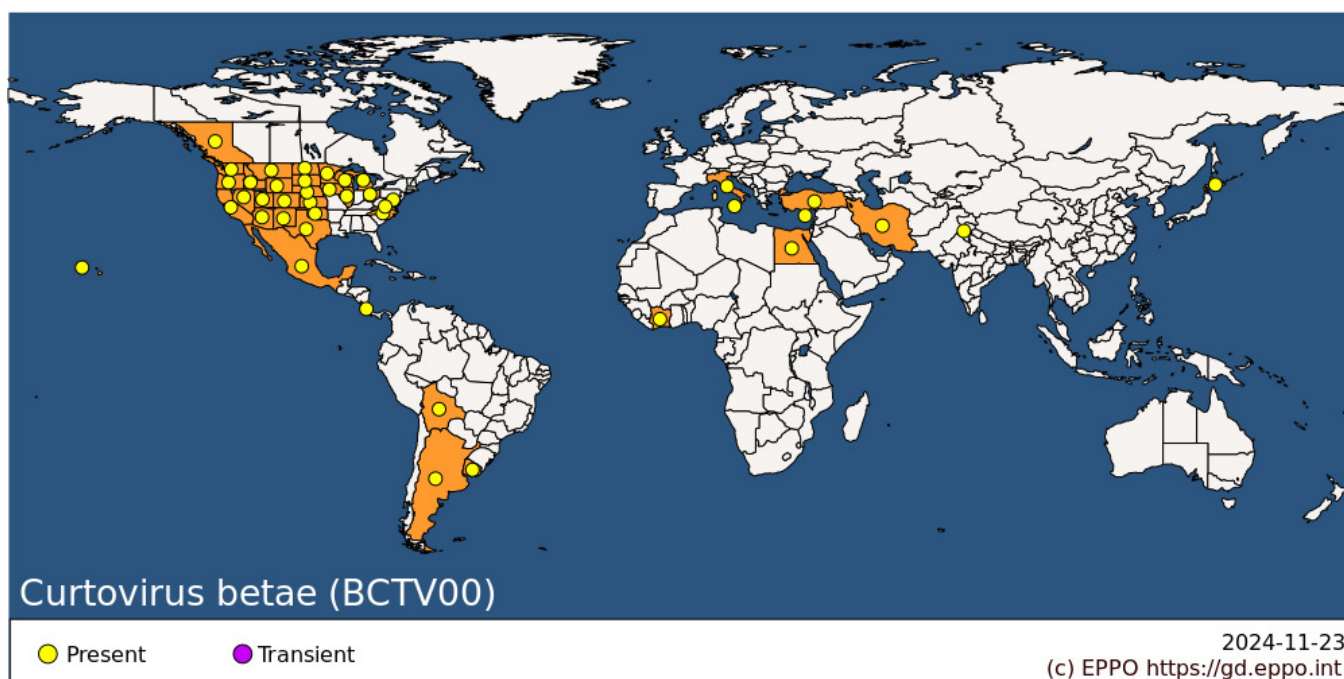 Curtovirus betae (BCTV00)
Present
Transient
2024-11-23
(c) EPPO https://gd.eppo.int